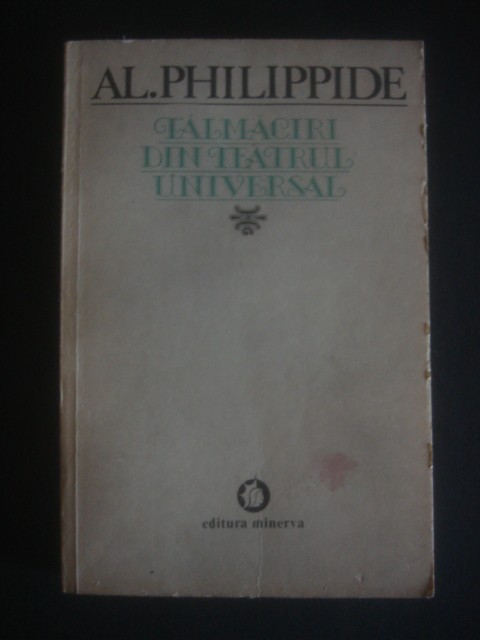 AL. PHILIPPIDE
TĂLMĂCIRI
DIN TEATRUL
UNIVERSAL
editura minerva